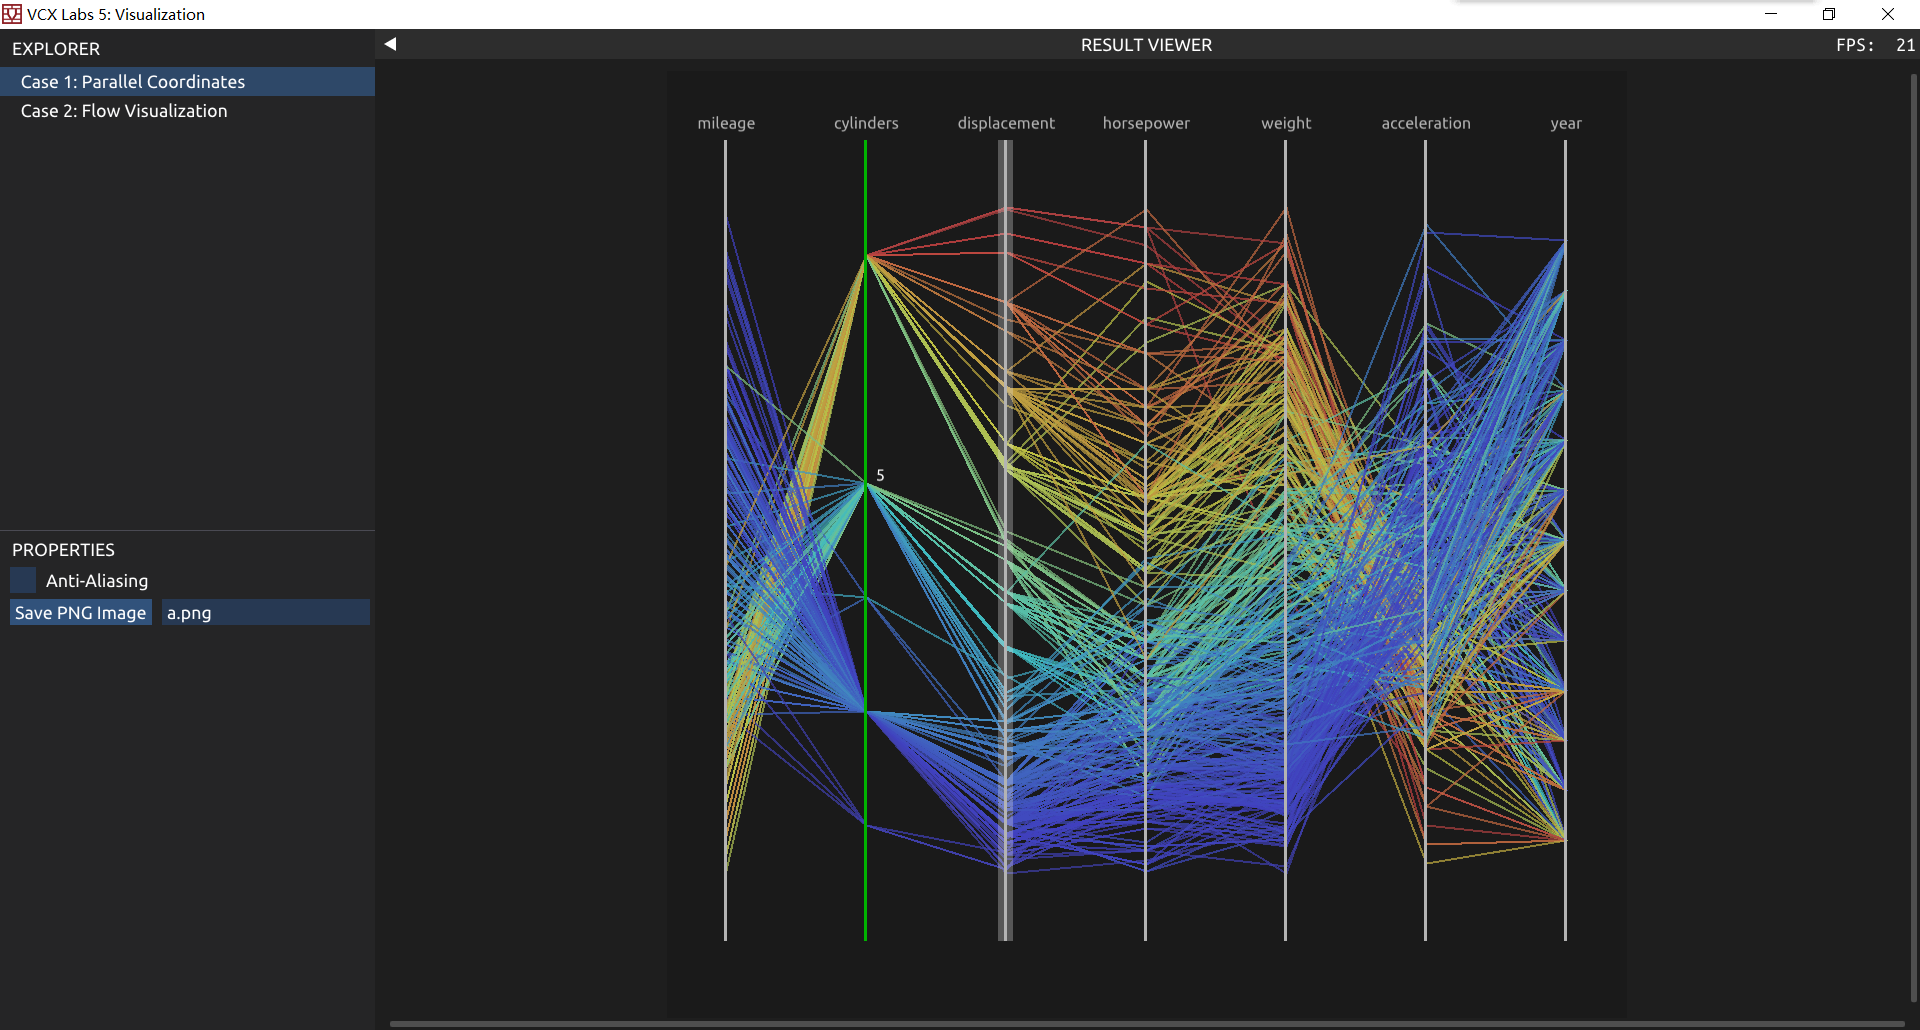 VCX Labs 5: Visualization
EXPLORER
RESULT VIEWER
FPS: 21
Case 1: Parallel Coordinates
Case 2: Flow Visualization
mileage
cylinders
displacement
horsepower
weight
acceleration
year
5
PROPERTIES
Anti-Aliasing
Save PNG Image
a.png